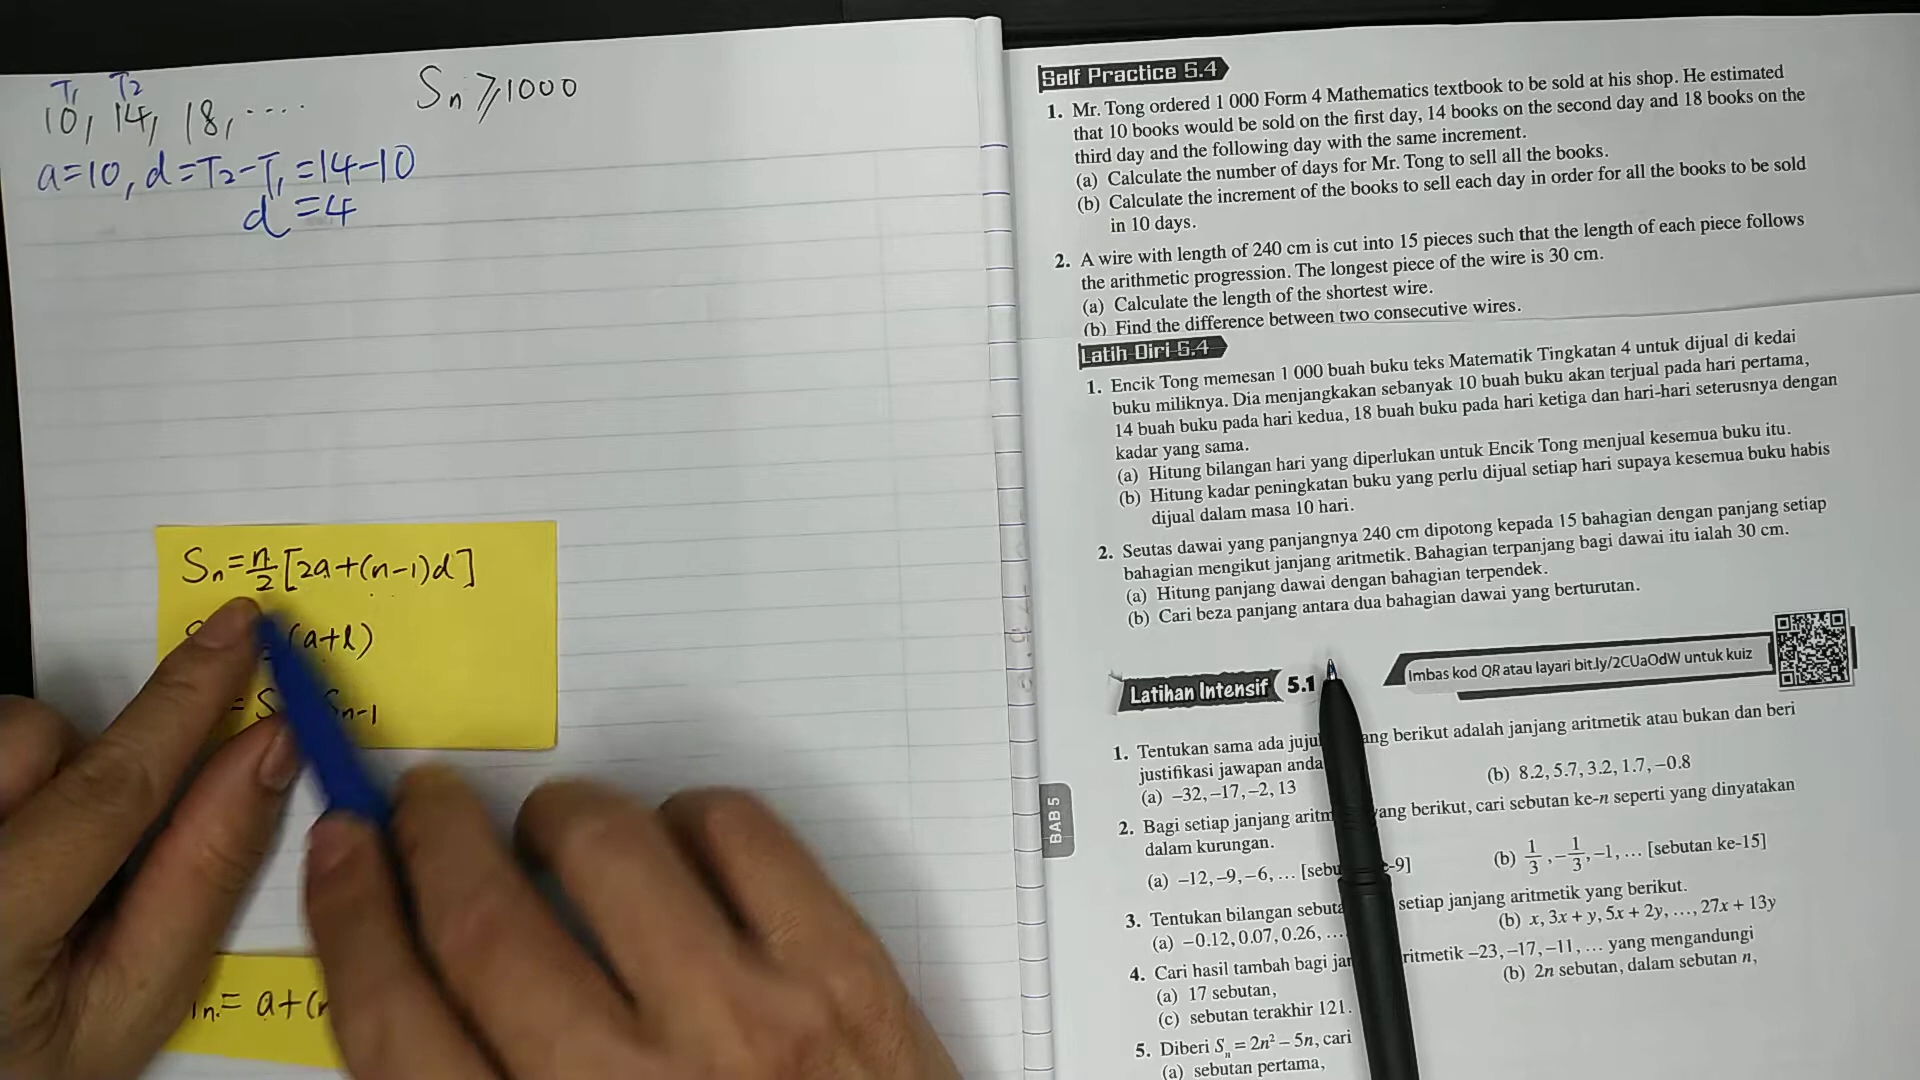 T1 T2
10, 14, 18, ....
Sn ⩾ 1000
a=10, d=T2-T1 =14-10
d =4
Sn=n/2[2a+(n-1)d]
(a+l)
= S n-1
Tn= a+(
Self Practice 5.4
1. Mr. Tong ordered 1 000 Form 4 Mathematics textbook to be sold at his shop. He estimated
that 10 books would be sold on the first day, 14 books on the second day and 18 books on the
third day and the following day with the same increment.
(a) Calculate the number of days for Mr. Tong to sell all the books.
(b) Calculate the increment of the books to sell each day in order for all the books to be sold
in 10 days.
2. A wire with length of 240 cm is cut into 15 pieces such that the length of each piece follows
the arithmetic progression. The longest piece of the wire is 30 cm.
(a) Calculate the length of the shortest wire.
(b) Find the difference between two consecutive wires.
Latih Diri 5.4
1. Encik Tong memesan 1 000 buah buku teks Matematik Tingkatan 4 untuk dijual di kedai
buku miliknya. Dia menjangkakan sebanyak 10 buah buku akan terjual pada hari pertama,
14 buah buku pada hari kedua, 18 buah buku pada hari ketiga dan hari-hari seterusnya dengan
kadar yang sama.
(a) Hitung bilangan hari yang diperlukan untuk Encik Tong menjual kesemua buku itu.
(b) Hitung kadar peningkatan buku yang perlu dijual setiap hari supaya kesemua buku habis
dijual dalam masa 10 hari.
2. Seutas dawai yang panjangnya 240 cm dipotong kepada 15 bahagian dengan panjang setiap
bahagian mengikut janjang aritmetik. Bahagian terpanjang bagi dawai itu ialah 30 cm.
(a) Hitung panjang dawai dengan bahagian terpendek.
(b) Cari beza panjang antara dua bahagian dawai yang berturutan.
Latihan Intensif 5.1
Imbas kod QR atau layari bit.ly/2CUaOdW untuk kuiz
1. Tentukan sama ada juju ang berikut adalah janjang aritmetik atau bukan dan beri
justifikasi jawapan anda
(a) –32, –17, –2, 13
(b) 8.2, 5.7, 3.2, 1.7, –0.8
2. Bagi setiap janjang aritm yang berikut, cari sebutan ke-n seperti yang dinyatakan
dalam kurungan.
(a) –12, –9, –6, … [sebu -9]
(b) 1/3, –1/3, –1, … [sebutan ke-15]
3. Tentukan bilangan sebuta setiap janjang aritmetik yang berikut.
(a) –0.12, 0.07, 0.26, …
(b) x, 3x + y, 5x + 2y, …, 27x + 13y
4. Cari hasil tambah bagi jan ritmetik –23, –17, –11, … yang mengandungi
(a) 17 sebutan,
(b) 2n sebutan, dalam sebutan n,
(c) sebutan terakhir 121.
5. Diberi Sn = 2n² – 5n, cari
(a) sebutan pertama,
BAB 5